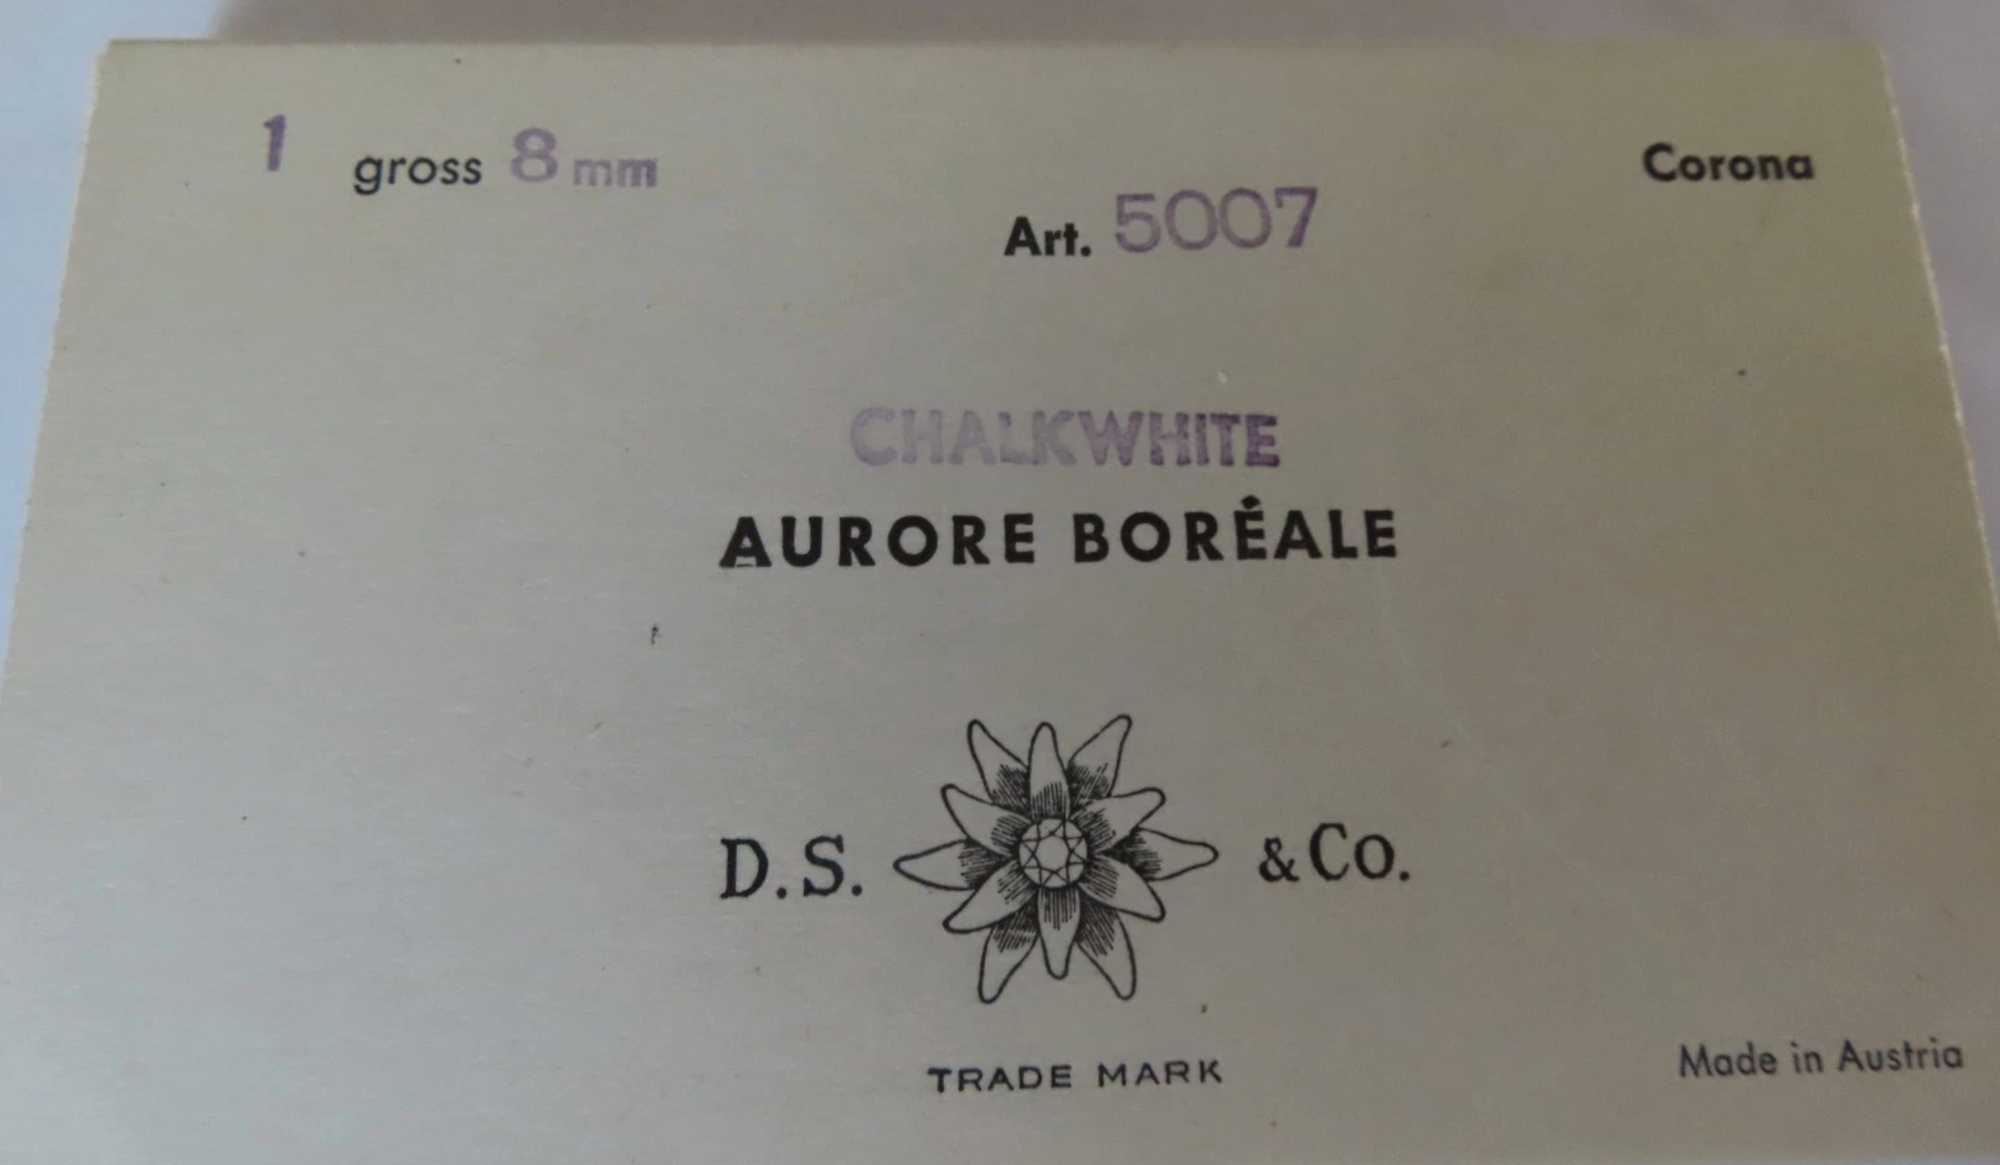 1 gross 8 mm
Corona
Art. 5007
CHALKWHITE
AURORE BORÉALE
D.S. & Co.
TRADE MARK
Made in Austria